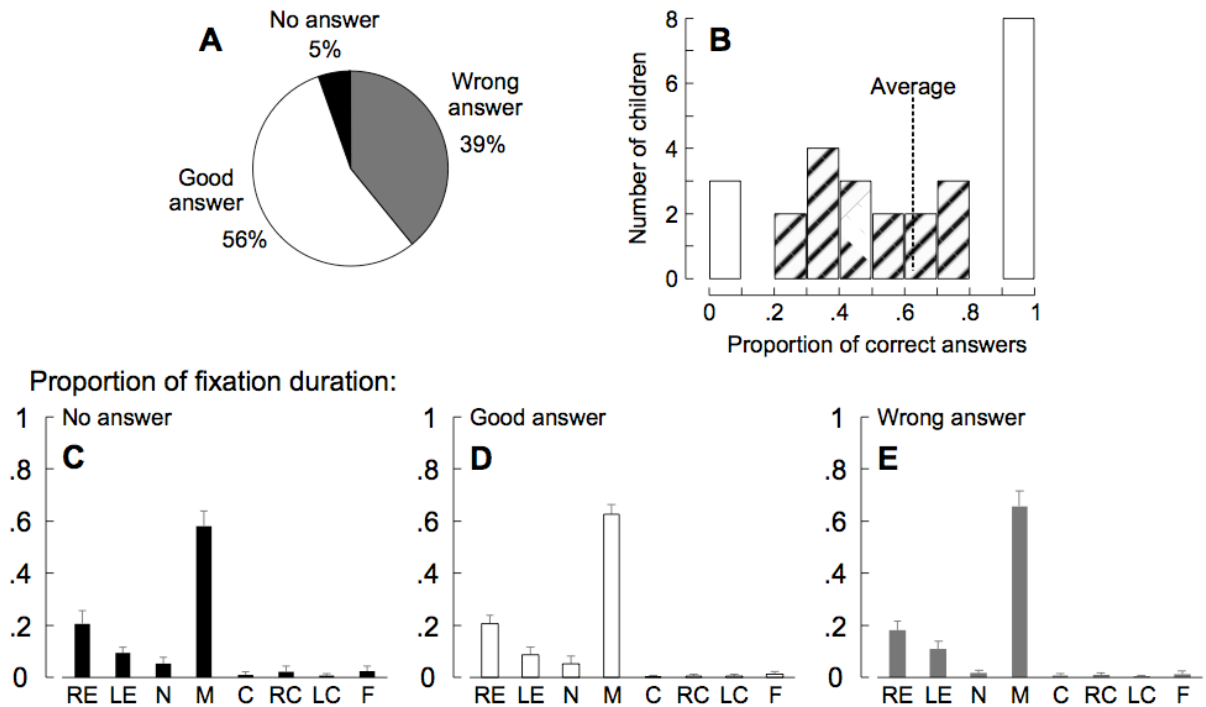 A
No answer
5%
Wrong
answer
39%
Good
answer
56%
B
Number of children
8
6
4
2
0
Average
0 .2 .4 .6 .8 1
Proportion of correct answers
Proportion of fixation duration:
No answer
C
1
.8
.6
.4
.2
0
RE LE N M C RC LC F
Good answer
D
1
.8
.6
.4
.2
0
RE LE N M C RC LC F
Wrong answer
E
1
.8
.6
.4
.2
0
RE LE N M C RC LC F